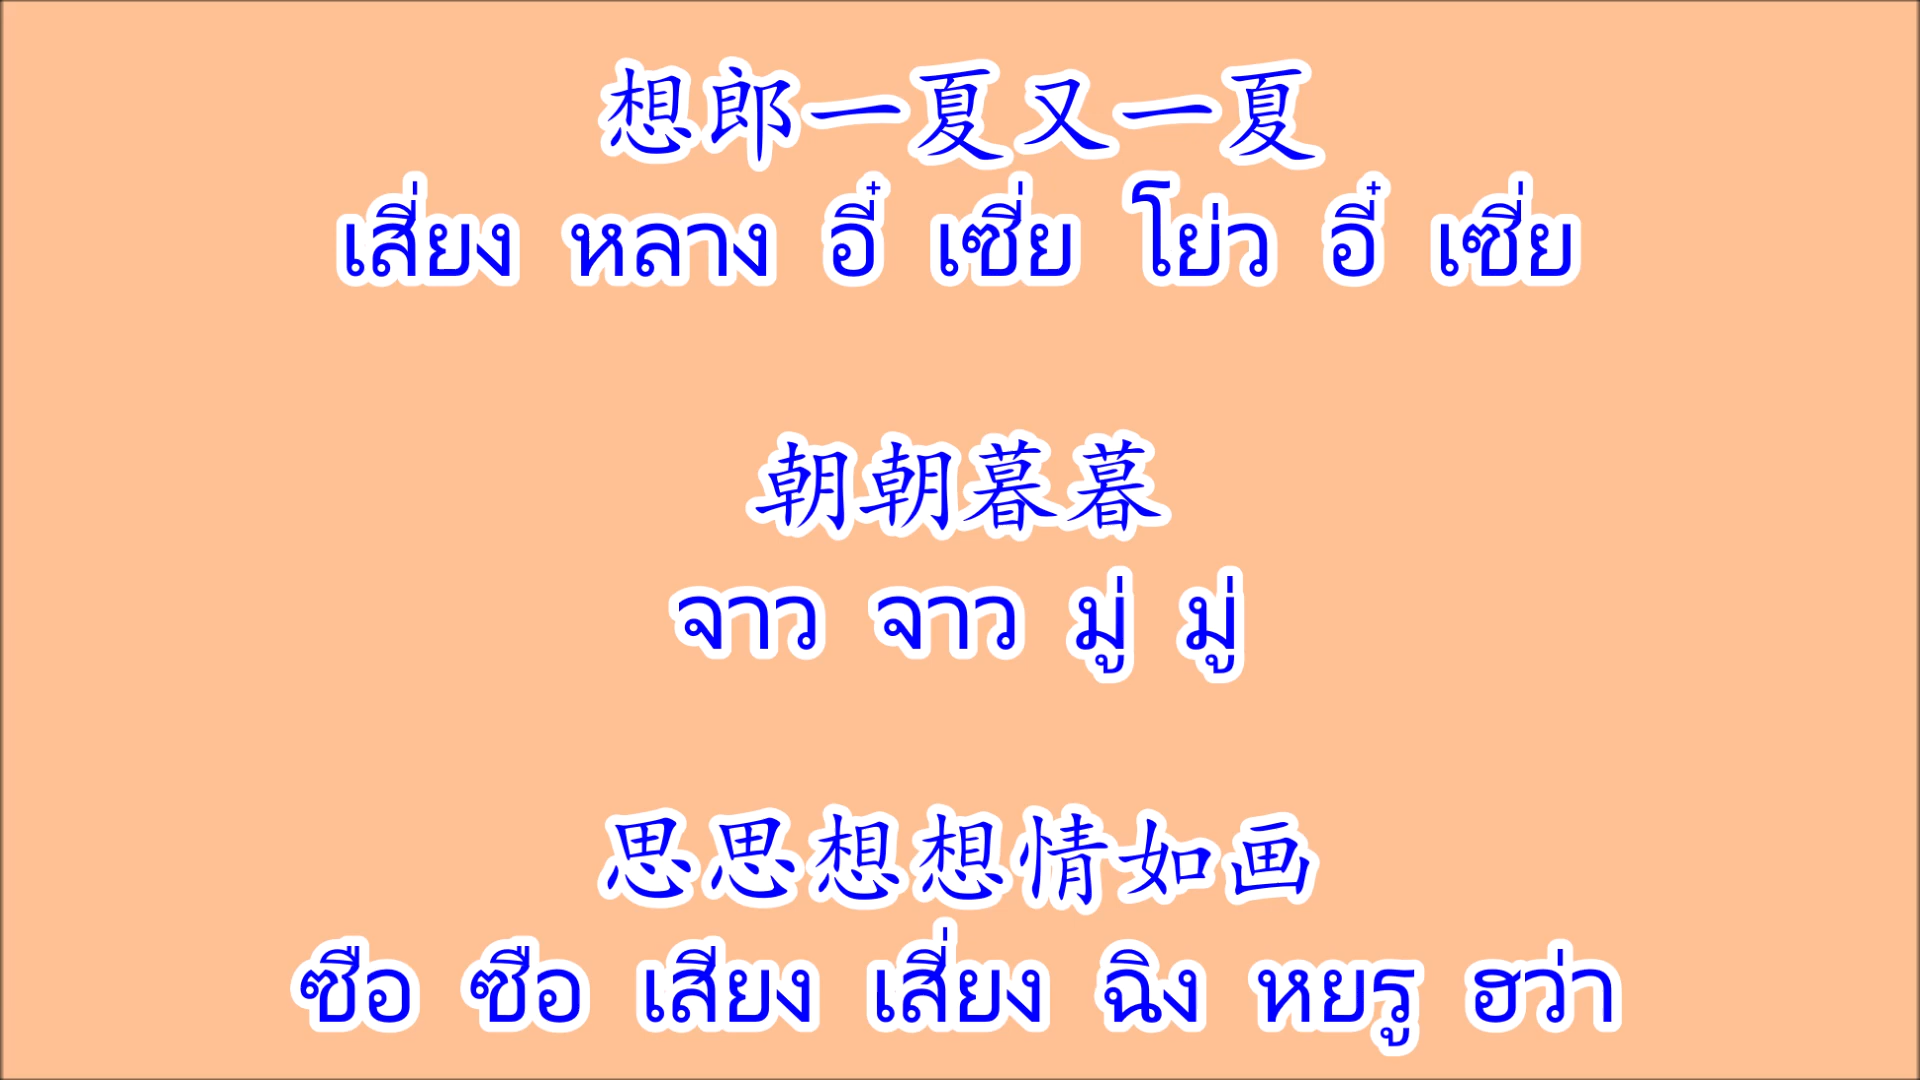 想郎一夏又一夏
เสี่ยง หลาง อี๋ เซี่ย โย่ว อี๋ เซี่ย
朝朝暮暮
จาว จาว มู่ มู่
思思想想情如画
ซือ ซือ เสียง เสี่ยง ฉิง หยรู ฮว่า